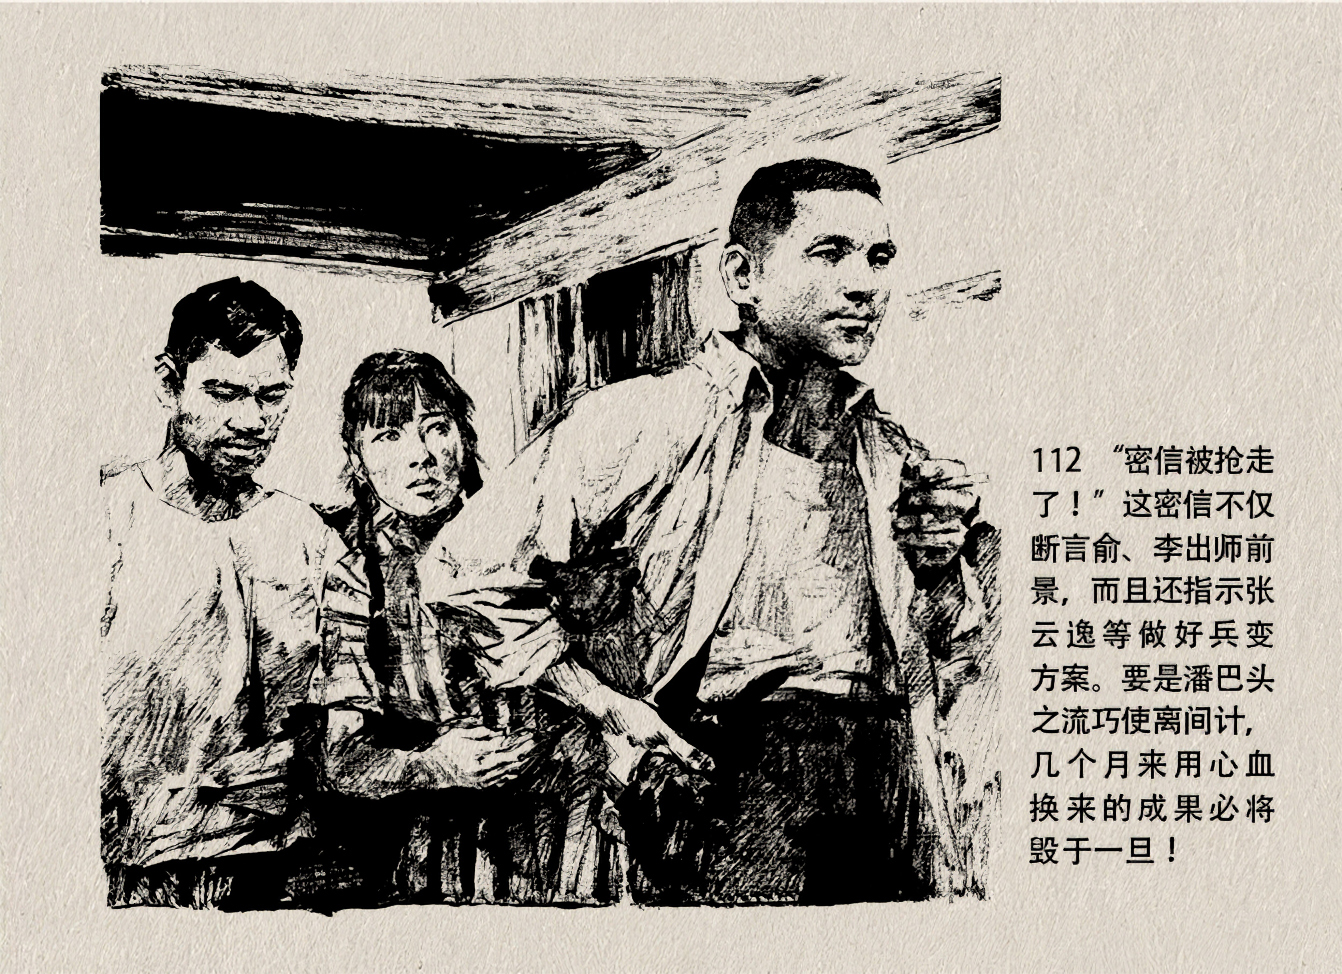 112 “密信被抢走
了！”这密信不仅
断言俞、李出师前
景，而且还指示张
云逸等做好兵变
方案。要是潘巴头
之流巧使离间计，
几个月来用心血
换来的成果必将
毁于一旦！